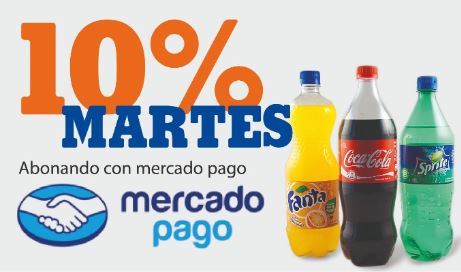 10%
MARTES
Abonando con mercado pago
mercado
pago
Fanta
Coca-Cola
Sprite